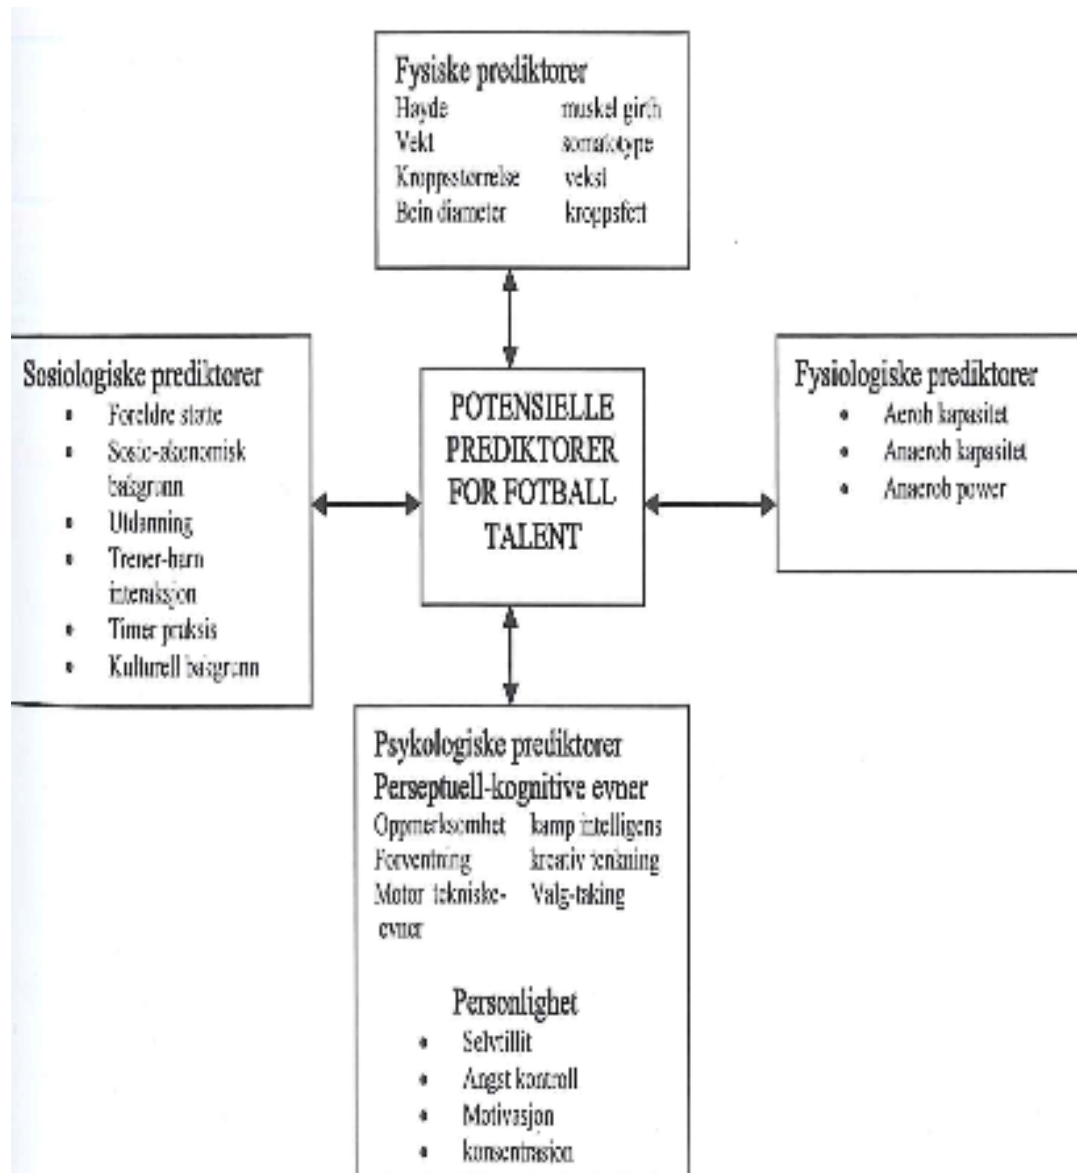 Fysiske prediktorer
Høyde muskel girth
Vekt somatotype
Kroppsstørrelse vekst
Bein diameter kroppsfett
Sosiologiske prediktorer
• Foreldre støtte
• Sosio-økonomisk
bakgrunn
• Utdanning
• Trener-barn
interaksjon
• Timer praksis
• Kulturell bakgrunn
POTENSIELLE
PREDIKTORER
FOR FOTBALL
TALENT
Fysiologiske prediktorer
• Aerob kapasitet
• Anaerob kapasitet
• Anaerob power
Psykologiske prediktorer
Perseptuell-kognitive evner
Oppmerksomhet kamp intelligens
Forventning kreativ tenkning
Motor tekniske- Valg-taking
evner
Personlighet
• Selvtillit
• Angst kontroll
• Motivasjon
• konsentrasjon